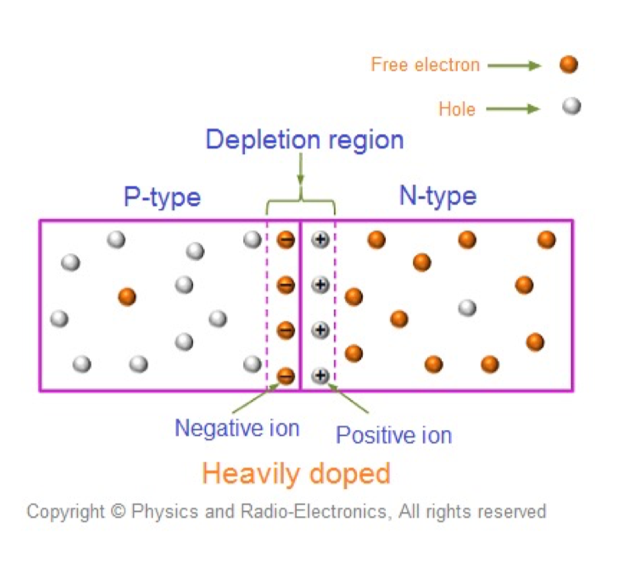 Free electron
Hole
Depletion region
P-type
N-type
Negative ion
Positive ion
Heavily doped
Copyright © Physics and Radio-Electronics, All rights reserved